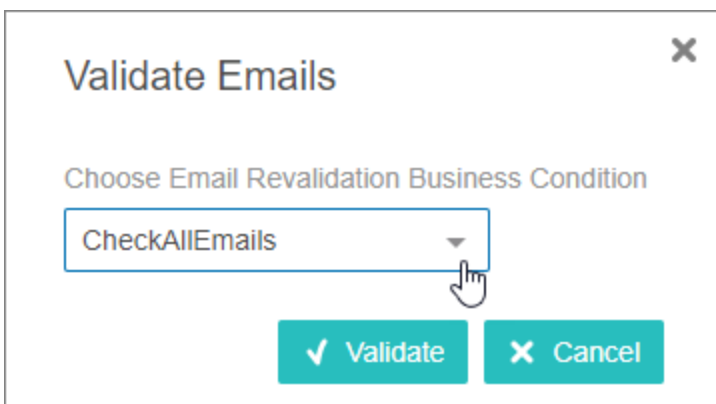 Validate Emails
Choose Email Revalidation Business Condition
CheckAllEmails
Validate
Cancel